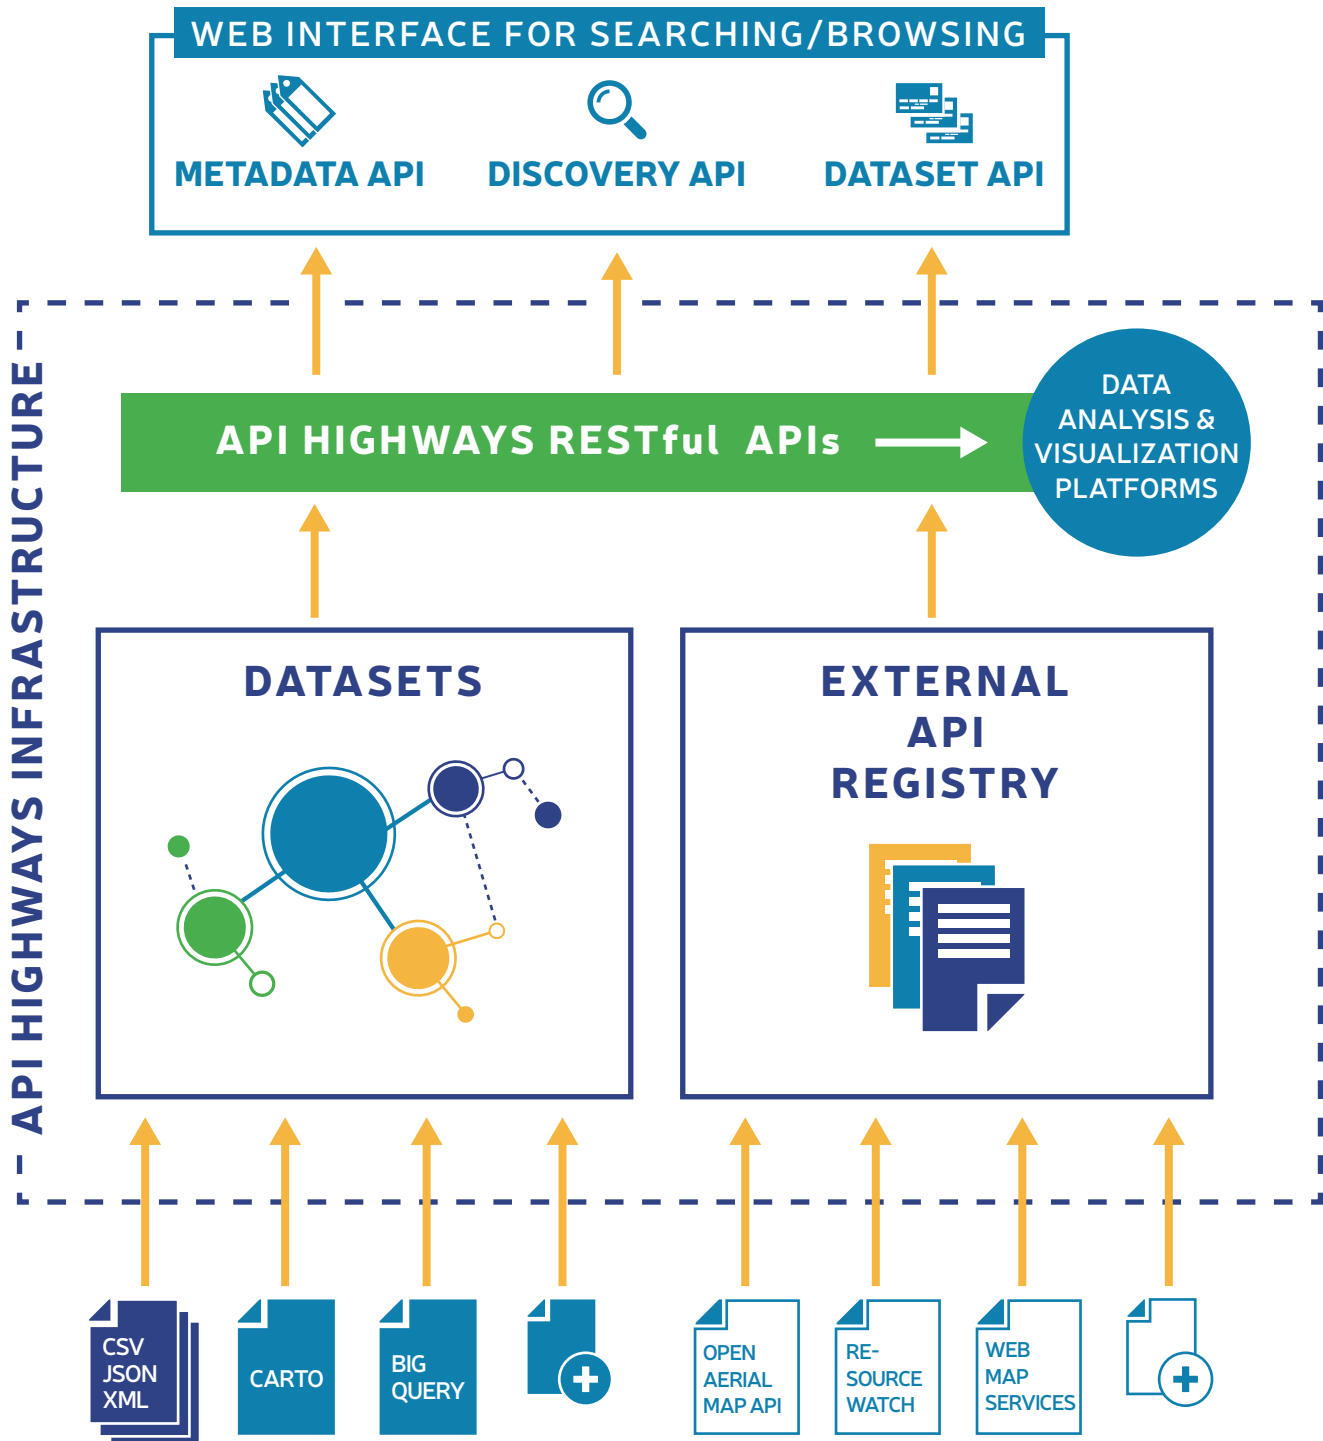 WEB INTERFACE FOR SEARCHING/BROWSING
METADATA API
DISCOVERY API
DATASET API
API HIGHWAYS INFRASTRUCTURE
API HIGHWAYS RESTful APIs
DATA
ANALYSIS &
VISUALIZATION
PLATFORMS
DATASETS
EXTERNAL
API
REGISTRY
CSV
JSON
XML
CARTO
BIG
QUERY
OPEN
AERIAL
MAP API
RE-
SOURCE
WATCH
WEB
MAP
SERVICES